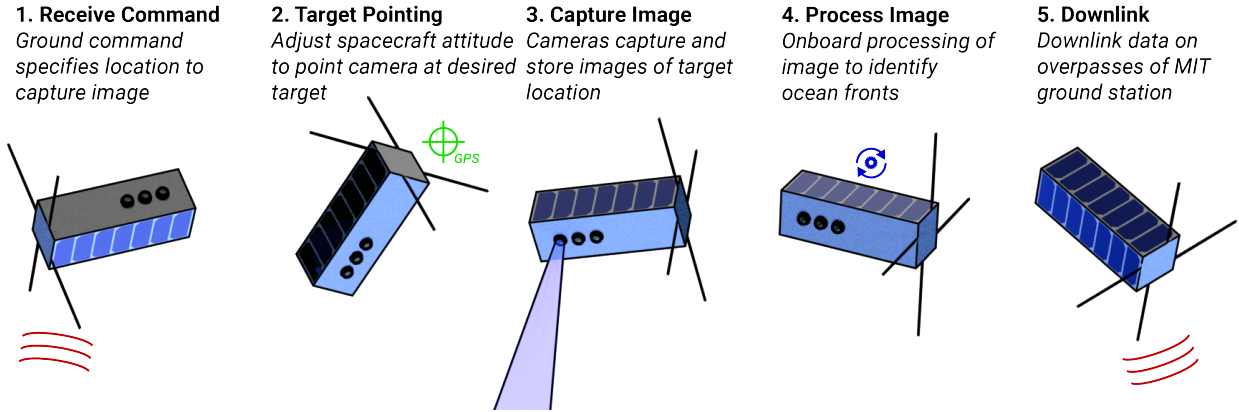 1. Receive Command
Ground command
specifies location to
capture image
2. Target Pointing
Adjust spacecraft attitude
to point camera at desired
target
GPS
3. Capture Image
Cameras capture and
store images of target
location
4. Process Image
Onboard processing of
image to identify
ocean fronts
5. Downlink
Downlink data on
overpasses of MIT
ground station